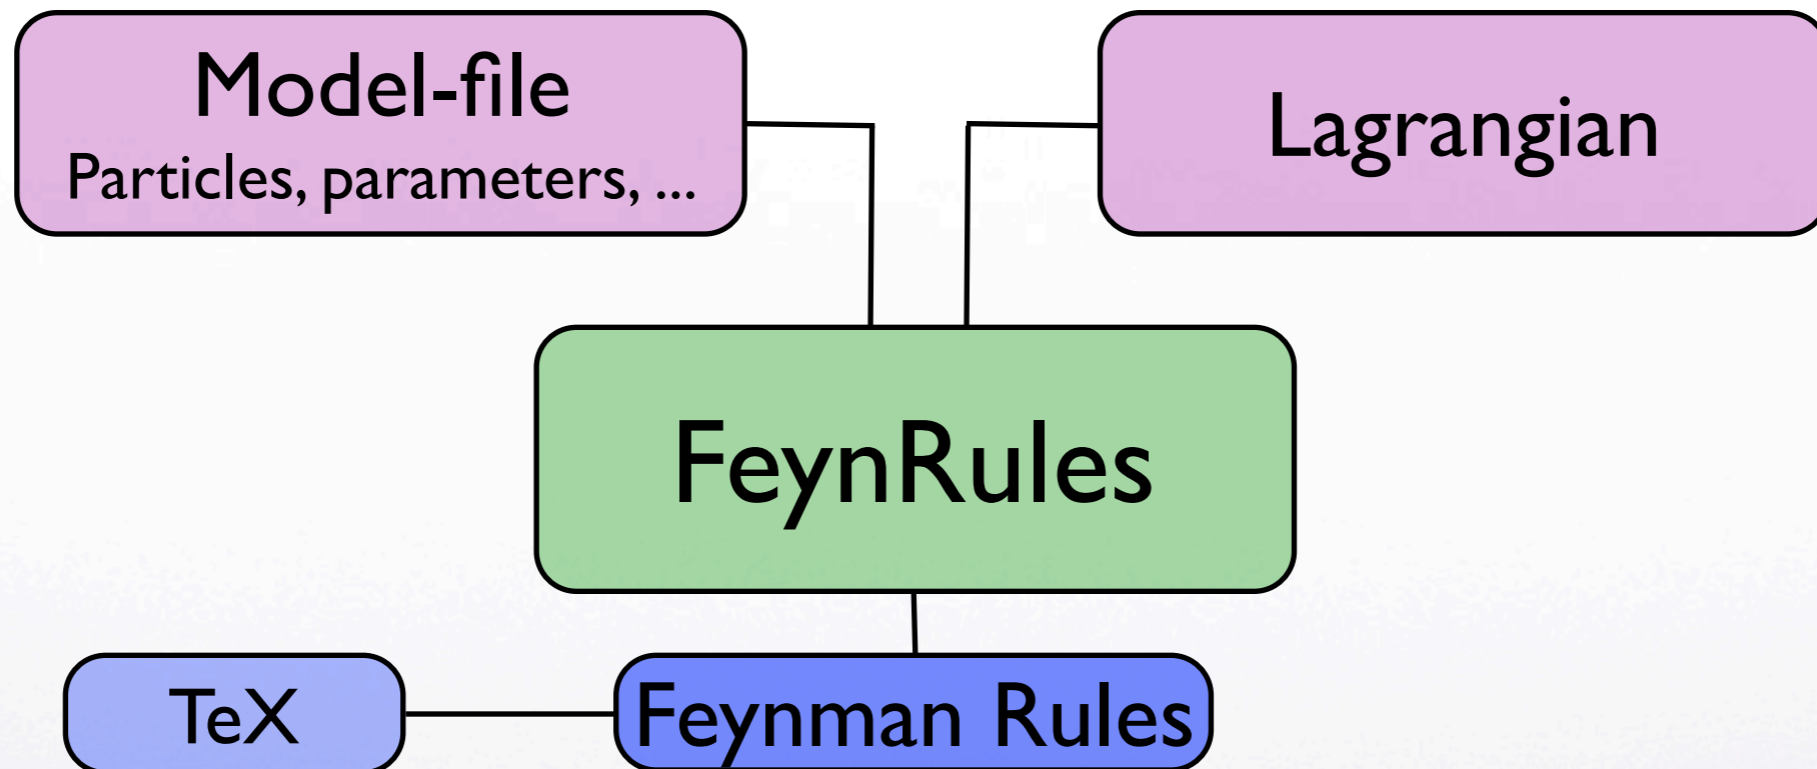 Model-file
Particles, parameters, ...
Lagrangian
FeynRules
TeX
Feynman Rules